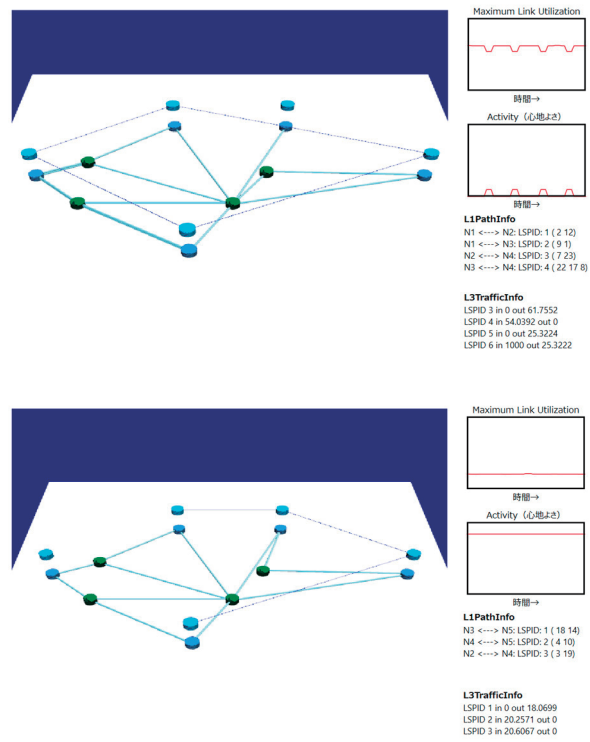 Maximum Link Utilization
時間→
Activity（心地よさ）
時間→
L1PathInfo
N1 <---> N2: LSPID: 1 ( 2 12)
N1 <---> N3: LSPID: 2 ( 9 1)
N2 <---> N4: LSPID: 3 ( 7 23)
N3 <---> N4: LSPID: 4 ( 22 17 8)
L3TrafficInfo
LSPID 3 in 0 out 61.7552
LSPID 4 in 54.0392 out 0
LSPID 5 in 0 out 25.3224
LSPID 6 in 1000 out 25.3222
Maximum Link Utilization
時間→
Activity（心地よさ）
時間→
L1PathInfo
N3 <---> N5: LSPID: 1 ( 18 14)
N4 <---> N5: LSPID: 2 ( 4 10)
N2 <---> N4: LSPID: 3 ( 3 19)
L3TrafficInfo
LSPID 1 in 0 out 18.0699
LSPID 2 in 20.2571 out 0
LSPID 3 in 20.6067 out 0